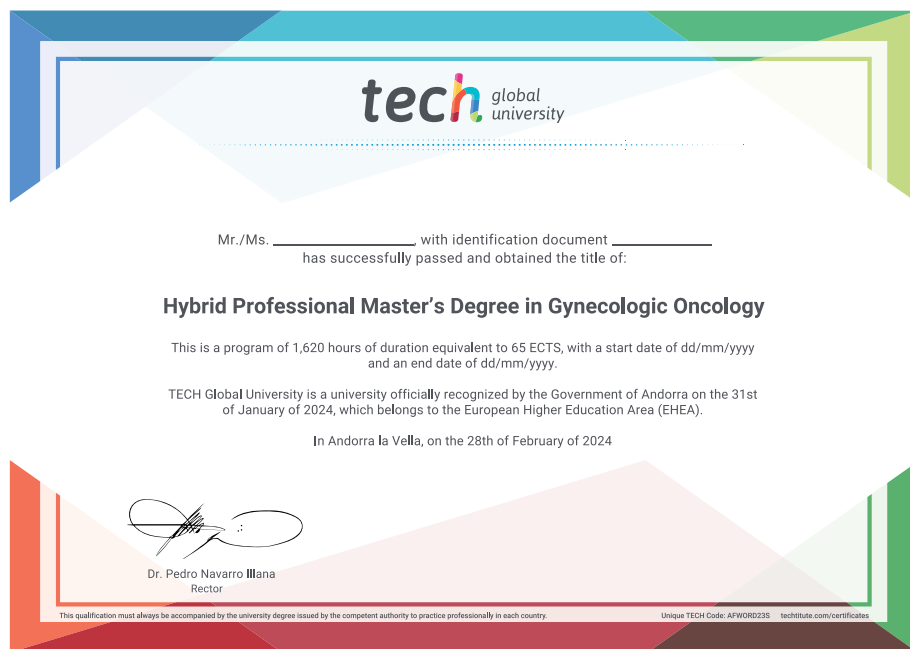 tech global university
Mr./Ms. ____________, with identification document ____________
has successfully passed and obtained the title of:
Hybrid Professional Master's Degree in Gynecologic Oncology
This is a program of 1,620 hours of duration equivalent to 65 ECTS, with a start date of dd/mm/yyyy
and an end date of dd/mm/yyyy.
TECH Global University is a university officially recognized by the Government of Andorra on the 31st
of January of 2024, which belongs to the European Higher Education Area (EHEA).
In Andorra la Vella, on the 28th of February of 2024
Dr. Pedro Navarro Illana
Rector
This qualification must always be accompanied by the university degree issued by the competent authority to practice professionally in each country. Unique TECH Code: AFWORD23S techtitute.com/certificates